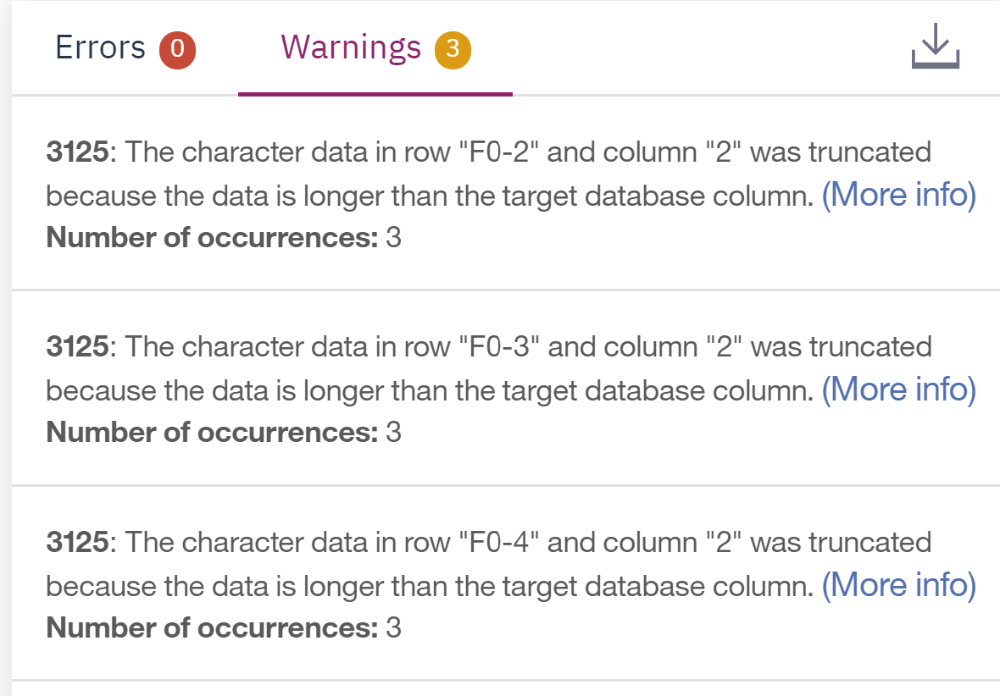 Errors 0 Warnings 3
3125: The character data in row "F0-2" and column "2" was truncated
because the data is longer than the target database column. (More info)
Number of occurrences: 3
3125: The character data in row "F0-3" and column "2" was truncated
because the data is longer than the target database column. (More info)
Number of occurrences: 3
3125: The character data in row "F0-4" and column "2" was truncated
because the data is longer than the target database column. (More info)
Number of occurrences: 3